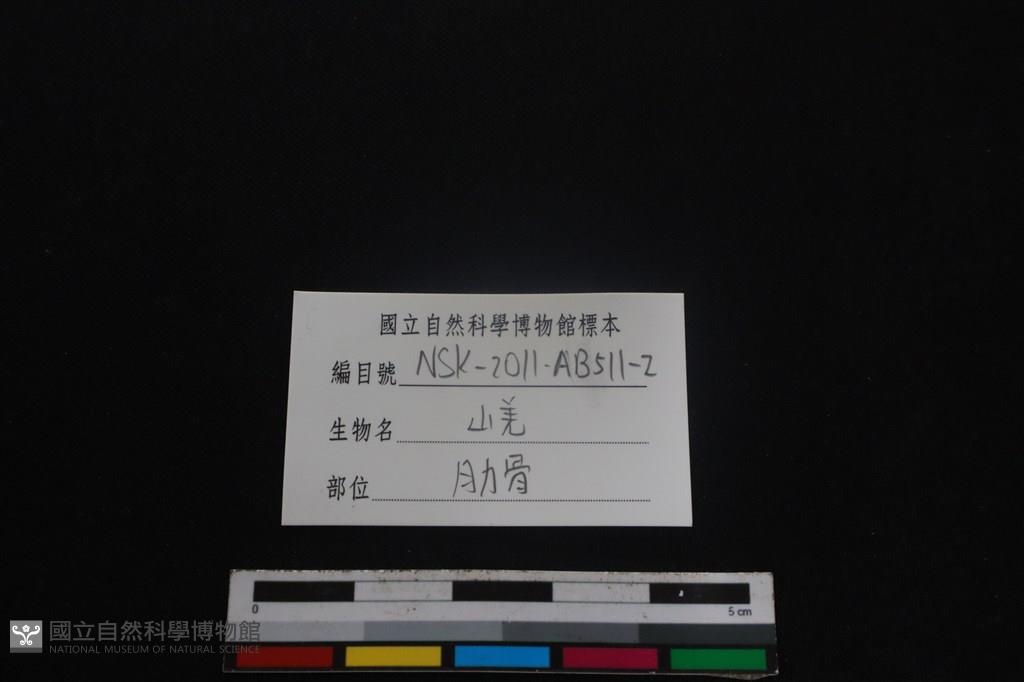 國立自然科學博物館標本
編目號 NSK-2011-AB511-2
生物名 山羌
部位 肋骨
0 5 cm
國立自然科學博物館
NATIONAL MUSEUM OF NATURAL SCIENCE